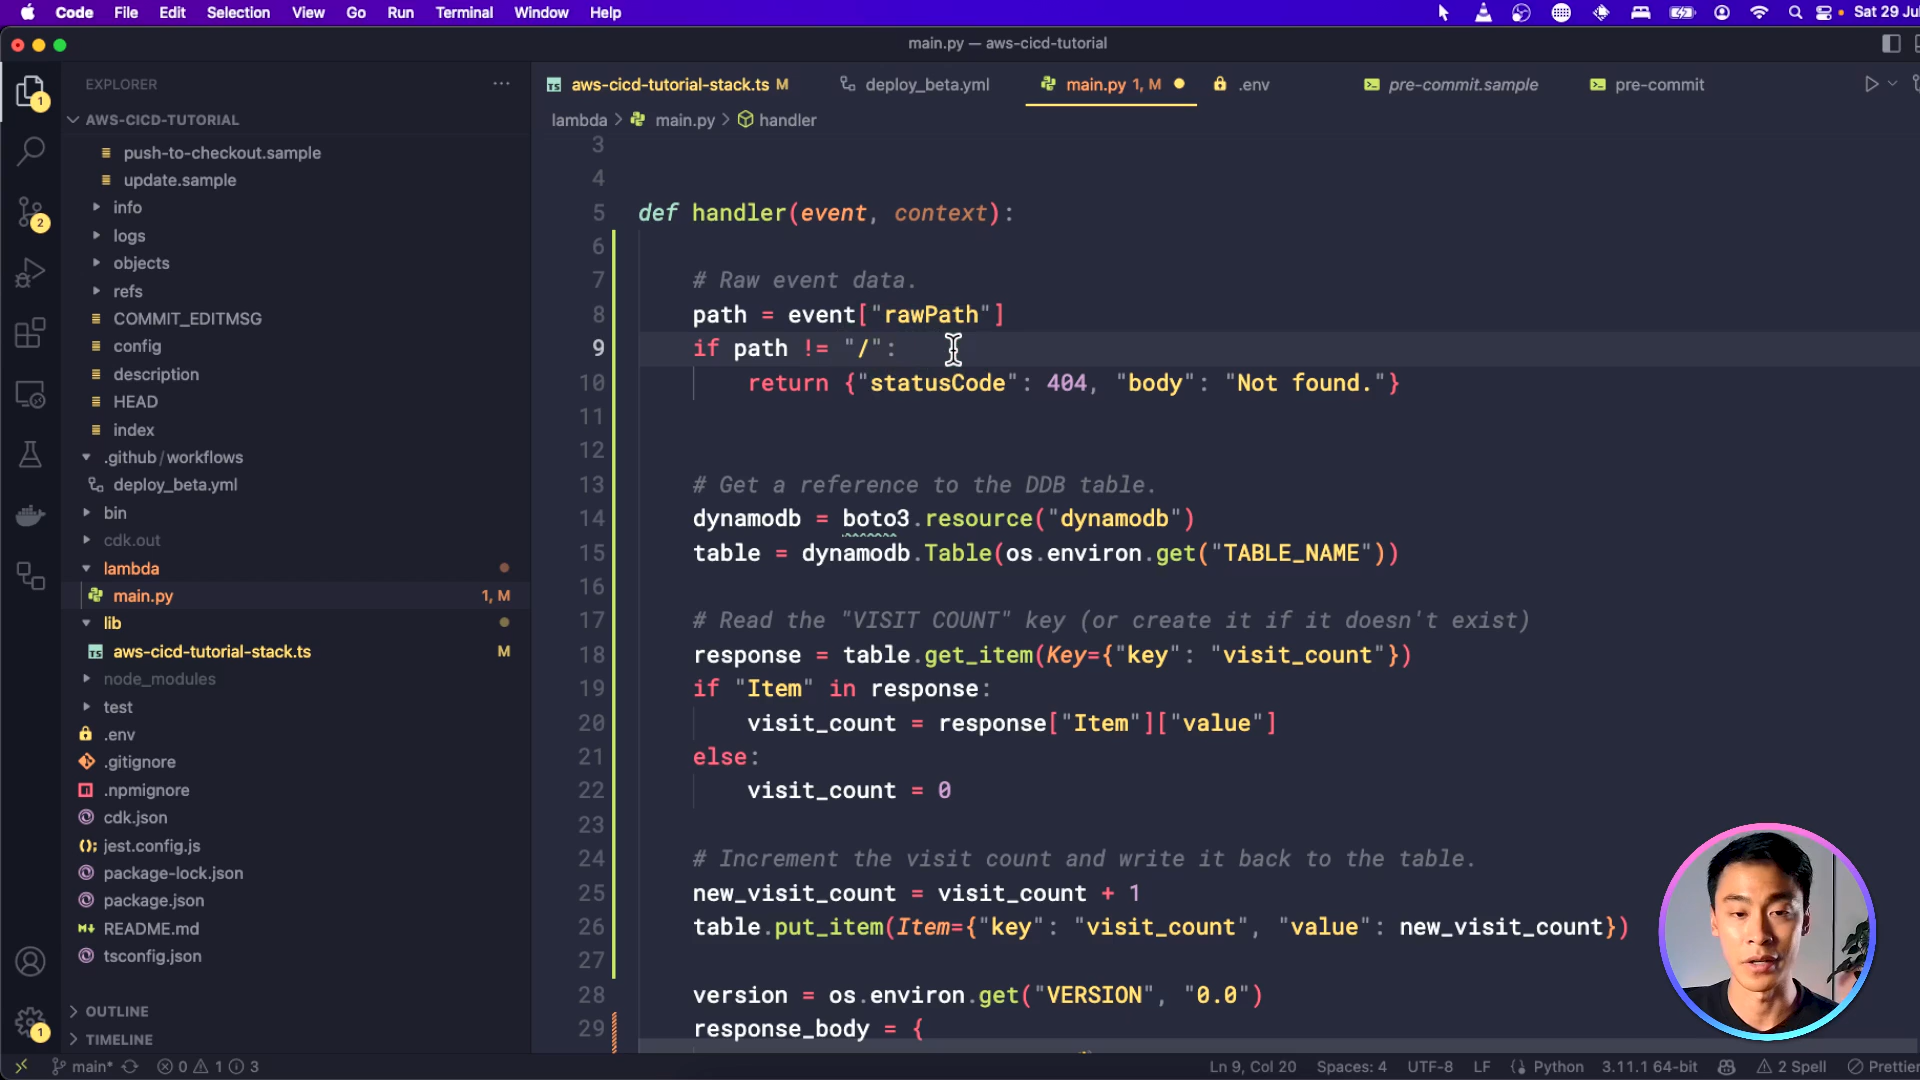 Code File Edit Selection View Go Run Terminal Window Help
Sat 29 Ju
main.py — aws-cicd-tutorial
EXPLORER
AWS-CICD-TUTORIAL
push-to-checkout.sample
update.sample
info
logs
objects
refs
COMMIT_EDITMSG
config
description
HEAD
index
.github/workflows
deploy_beta.yml
bin
cdk.out
lambda
main.py 1, M
lib
TS aws-cicd-tutorial-stack.ts M
node_modules
test
.env
.gitignore
.npmignore
cdk.json
jest.config.js
package-lock.json
package.json
README.md
tsconfig.json
OUTLINE
TIMELINE
1
2
1
TS aws-cicd-tutorial-stack.ts M deploy_beta.yml main.py 1, M .env pre-commit.sample pre-commit
lambda > main.py > handler
3
4
5 def handler(event, context):
6
7 # Raw event data.
8 path = event["rawPath"]
9 if path != "/":
10 return {"statusCode": 404, "body": "Not found."}
11
12
13 # Get a reference to the DDB table.
14 dynamodb = boto3.resource("dynamodb")
15 table = dynamodb.Table(os.environ.get("TABLE_NAME"))
16
17 # Read the "VISIT COUNT" key (or create it if it doesn't exist)
18 response = table.get_item(Key={"key": "visit_count"})
19 if "Item" in response:
20 visit_count = response["Item"]["value"]
21 else:
22 visit_count = 0
23
24 # Increment the visit count and write it back to the table.
25 new_visit_count = visit_count + 1
26 table.put_item(Item={"key": "visit_count", "value": new_visit_count})
27
28 version = os.environ.get("VERSION", "0.0")
29 response_body = {
main* 0 1 3 Ln 9, Col 20 Spaces: 4 UTF-8 LF Python 3.11.1 64-bit 2 Spell Prettier